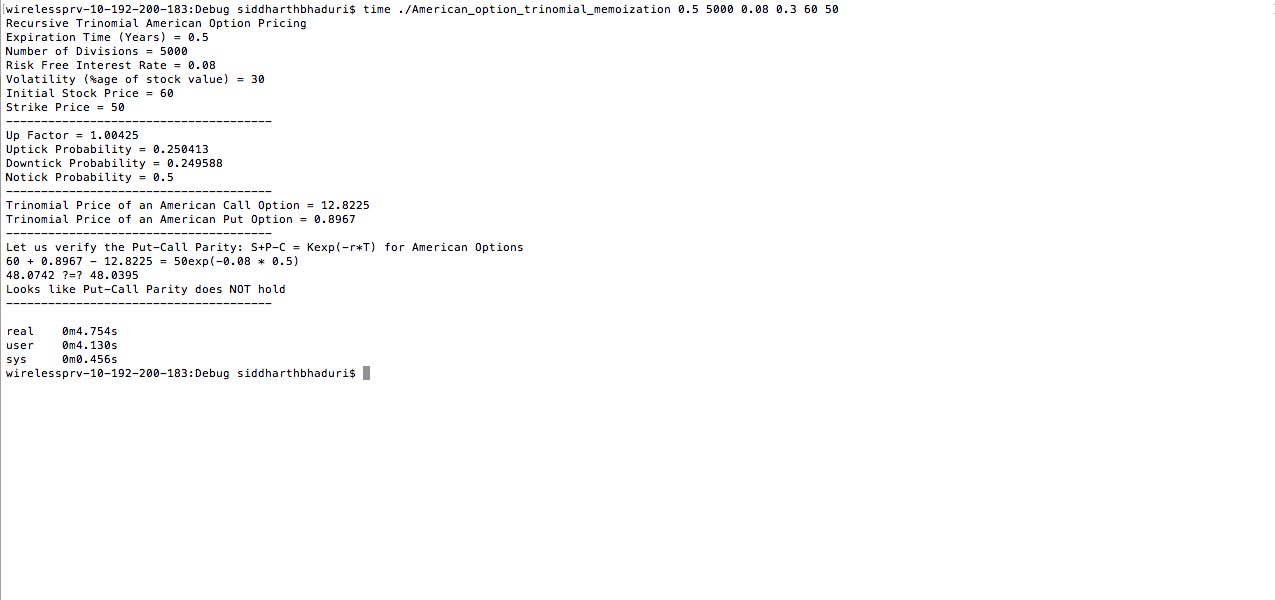 wirelessprv-10-192-200-183:Debug siddharthbhaduri$ time ./American_option_trinomial_memoization 0.5 5000 0.08 0.3 60 50
Recursive Trinomial American Option Pricing
Expiration Time (Years) = 0.5
Number of Divisions = 5000
Risk Free Interest Rate = 0.08
Volatility (%age of stock value) = 30
Initial Stock Price = 60
Strike Price = 50
--------------------------------------
Up Factor = 1.00425
Uptick Probability = 0.250413
Downtick Probability = 0.249588
Notick Probability = 0.5
--------------------------------------
Trinomial Price of an American Call Option = 12.8225
Trinomial Price of an American Put Option = 0.8967
--------------------------------------
Let us verify the Put-Call Parity: S+P-C = Kexp(-r*T) for American Options
60 + 0.8967 - 12.8225 = 50exp(-0.08 * 0.5)
48.0742 ?=? 48.0395
Looks like Put-Call Parity does NOT hold
--------------------------------------
real 0m4.754s
user 0m4.130s
sys 0m0.456s
wirelessprv-10-192-200-183:Debug siddharthbhaduri$